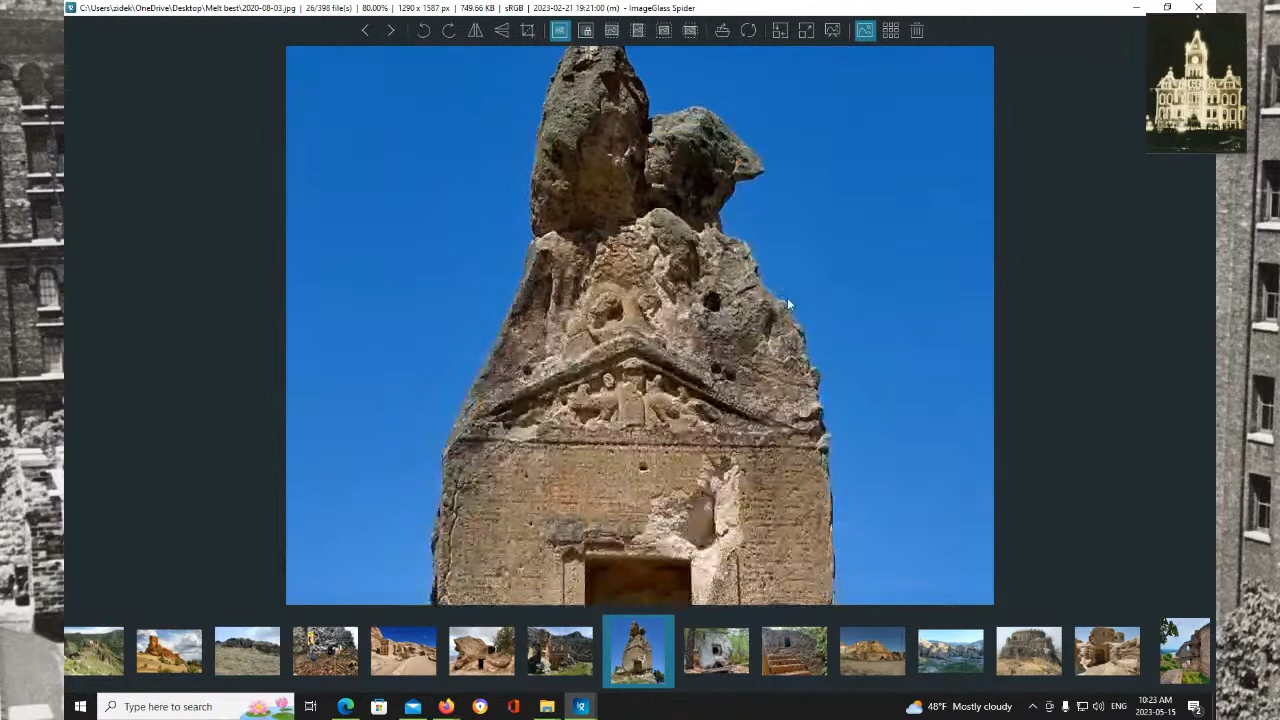 C:\Users\zidek\OneDrive\Desktop\Melt best\2020-08-03.jpg | 26/398 file(s) | 80.00% | 1290 x 1587 px | 749.66 KB | sRGB | 2023-02-21 19:21:00 (m) - ImageGlass Spider
Type here to search
48°F Mostly cloudy
ENG
10:23 AM
2023-05-15
2